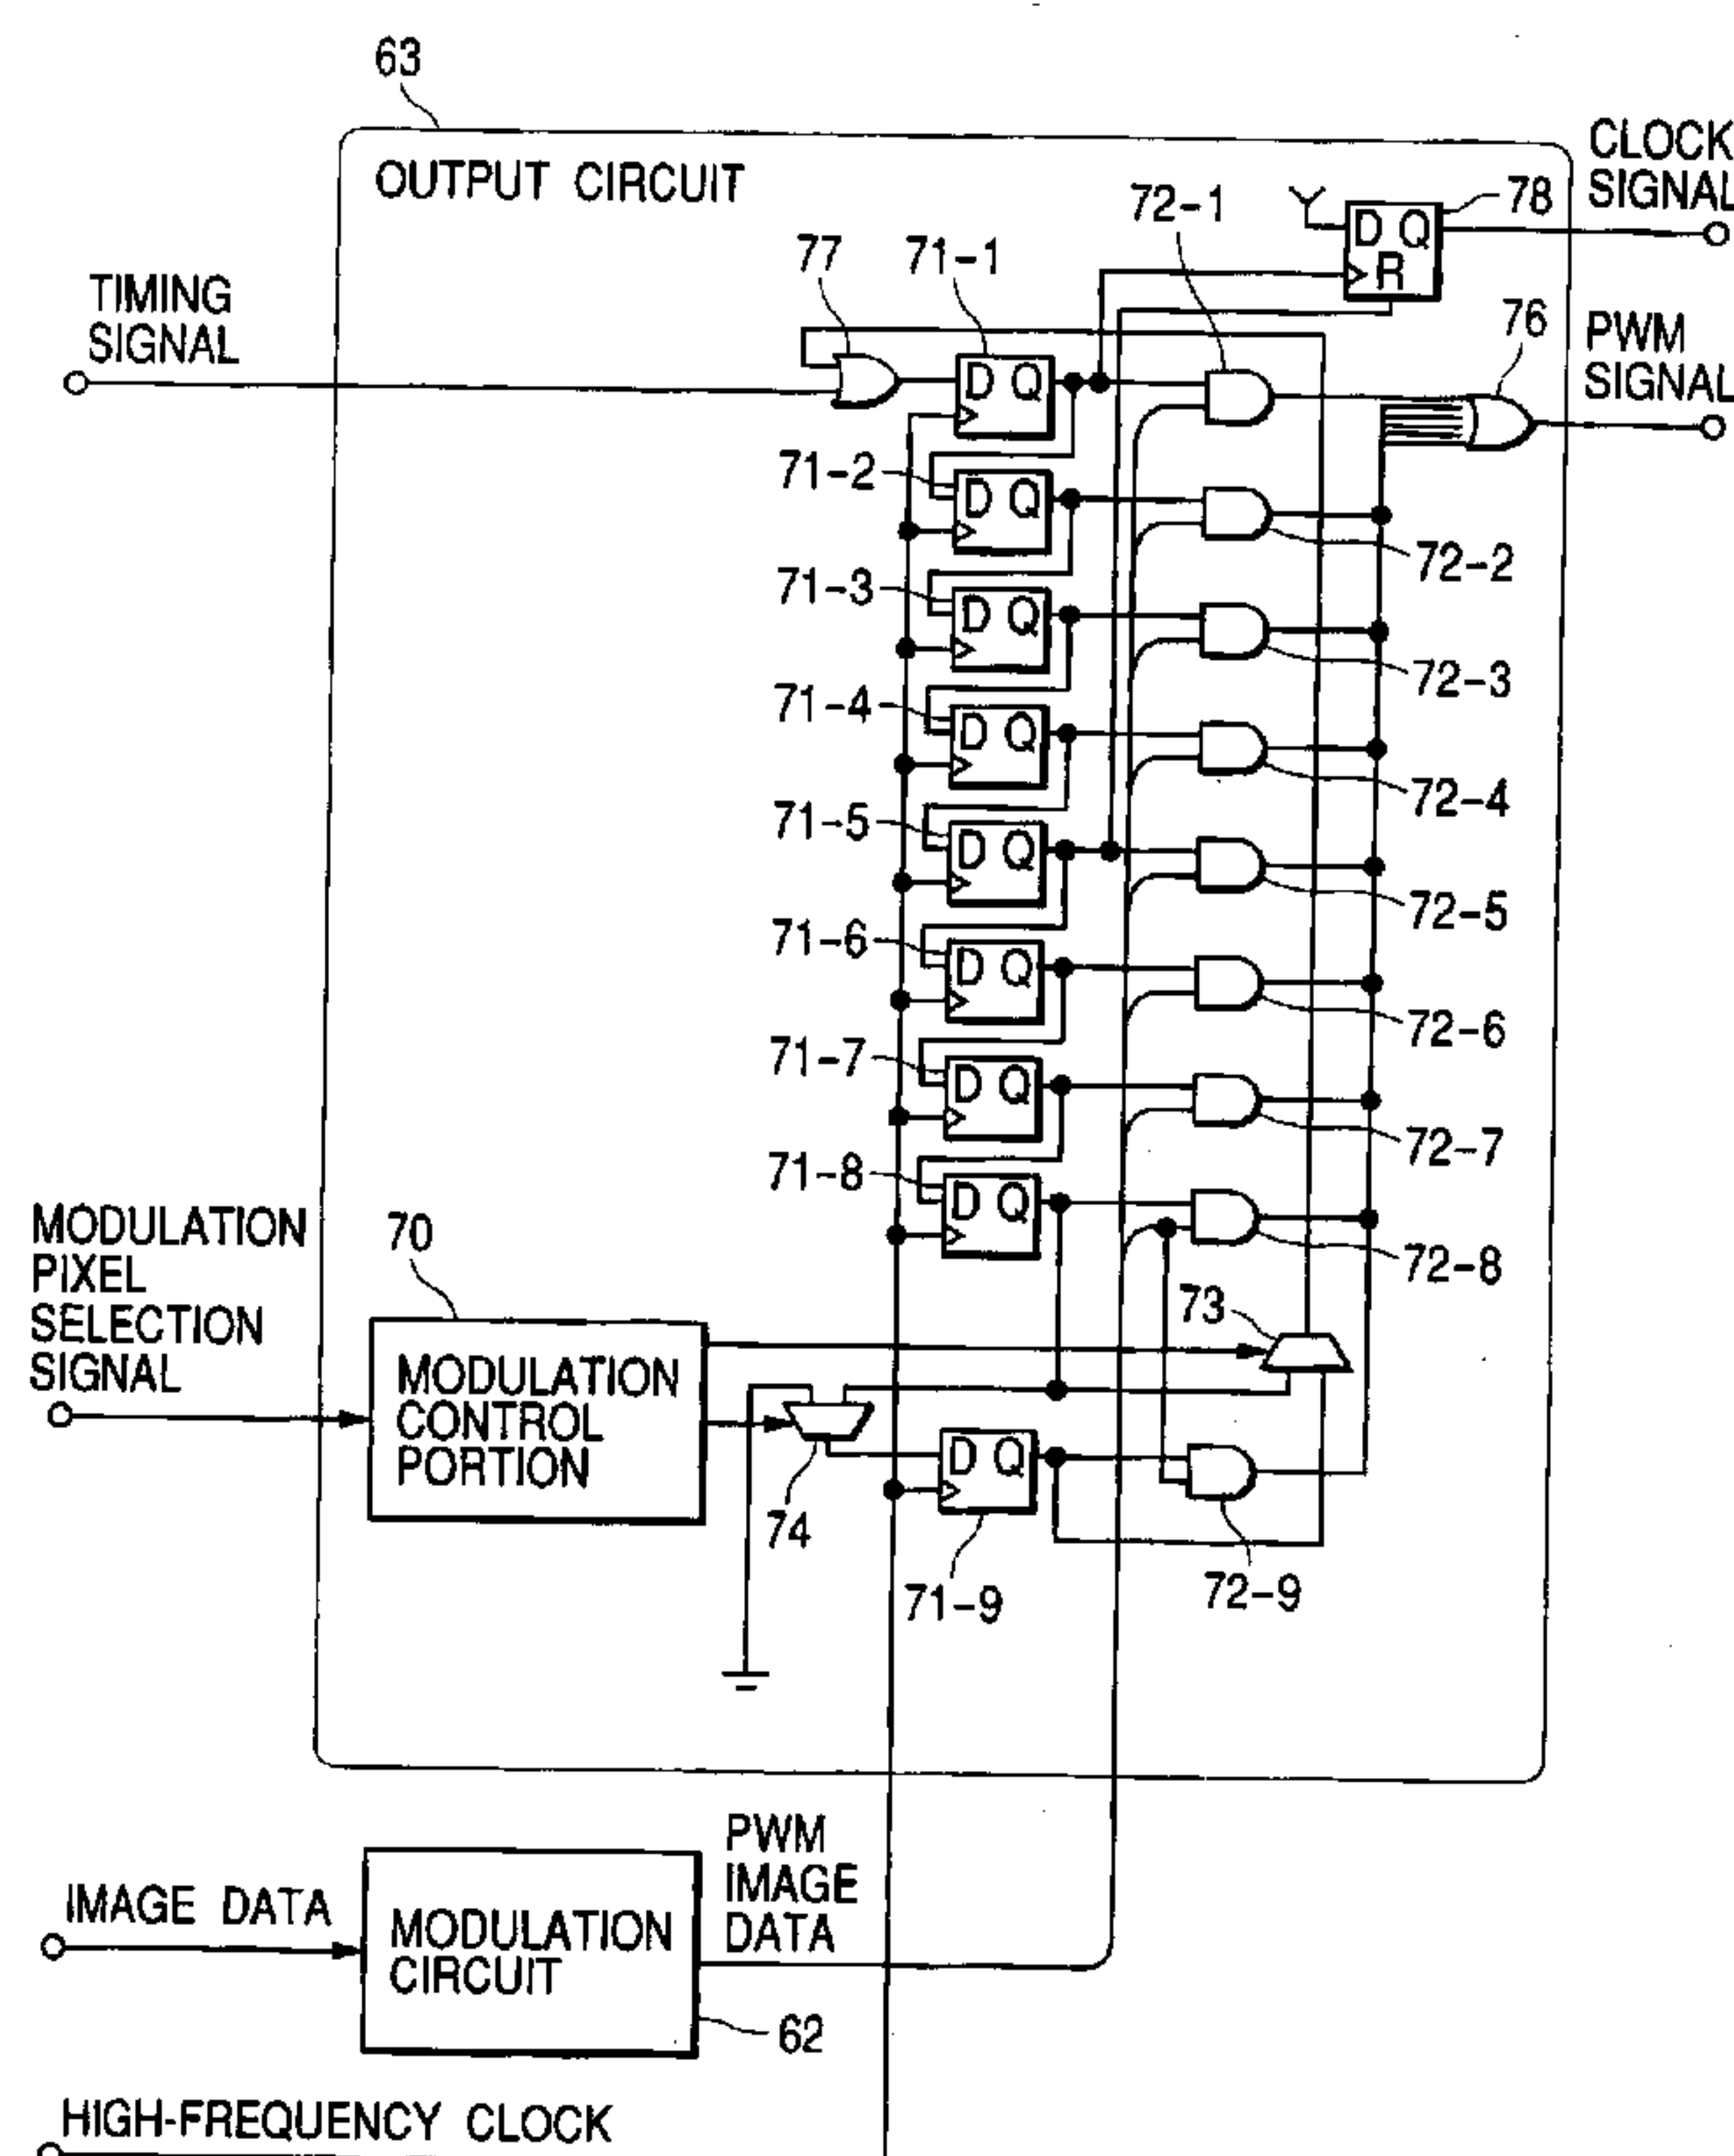 63
OUTPUT CIRCUIT
CLOCK
SIGNAL
72-1
78
D Q
R
77
71-1
TIMING
SIGNAL
76
PWM
SIGNAL
D Q
71-2
D Q
72-2
71-3
D Q
72-3
71-4
D Q
72-4
71-5
D Q
72-5
71-6
D Q
72-6
71-7
D Q
72-7
71-8
D Q
72-8
MODULATION
PIXEL
SELECTION
SIGNAL
70
73
MODULATION
CONTROL
PORTION
D Q
74
71-9
72-9
PWM
IMAGE
DATA
IMAGE DATA
MODULATION
CIRCUIT
62
HIGH-FREQUENCY CLOCK